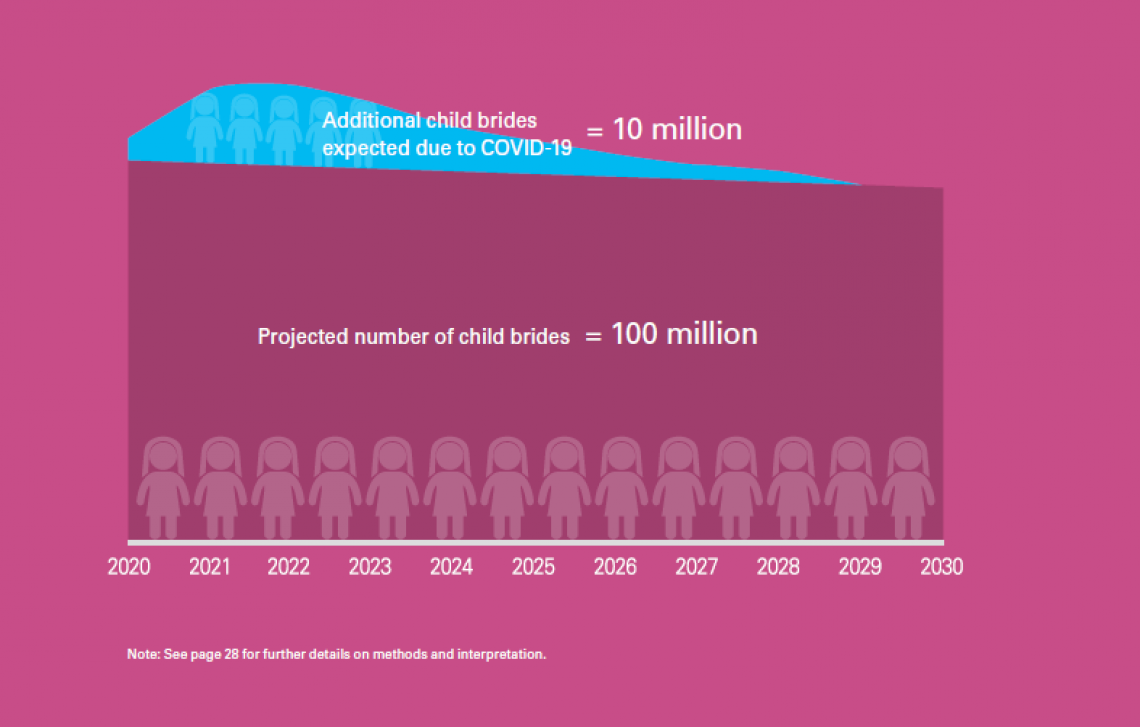 Additional child brides
expected due to COVID-19 = 10 million
Projected number of child brides = 100 million
2020 2021 2022 2023 2024 2025 2026 2027 2028 2029 2030
Note: See page 28 for further details on methods and interpretation.